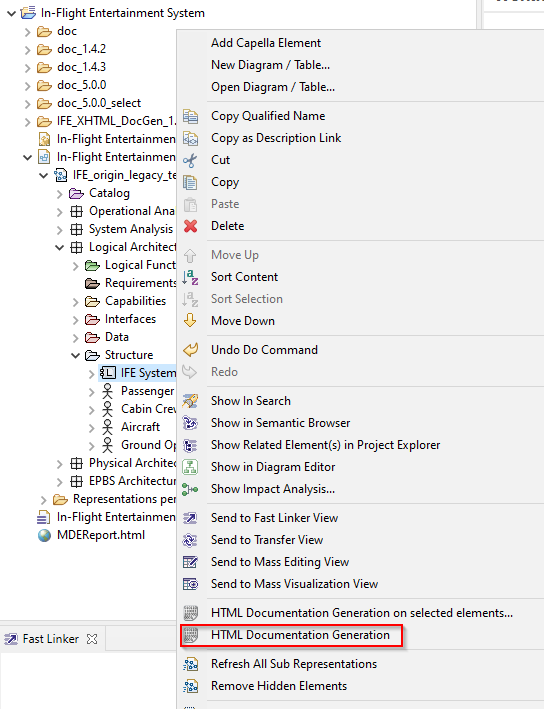 In-Flight Entertainment System
doc
doc_1.4.2
doc_1.4.3
doc_5.0.0
doc_5.0.0_select
IFE_XHTML_DocGen_1.
In-Flight Entertainmen
In-Flight Entertainmen
IFE_origin_legacy_te
Catalog
Operational Ana
System Analysis
Logical Architect
Logical Funct
Requirements
Capabilities
Interfaces
Data
Structure
IFE System
Passenger
Cabin Crew
Aircraft
Ground Op
Physical Architec
EPBS Architectur
Representations per
In-Flight Entertainmen
MDEReport.html
Fast Linker
Add Capella Element
New Diagram / Table...
Open Diagram / Table...
Copy Qualified Name
Copy as Description Link
Cut
Copy
Paste
Delete
Move Up
Sort Content
Sort Selection
Move Down
Undo Do Command
Redo
Show In Search
Show in Semantic Browser
Show Related Element(s) in Project Explorer
Show in Diagram Editor
Show Impact Analysis...
Send to Fast Linker View
Send to Transfer View
Send to Mass Editing View
Send to Mass Visualization View
HTML Documentation Generation on selected elements...
HTML Documentation Generation
Refresh All Sub Representations
Remove Hidden Elements